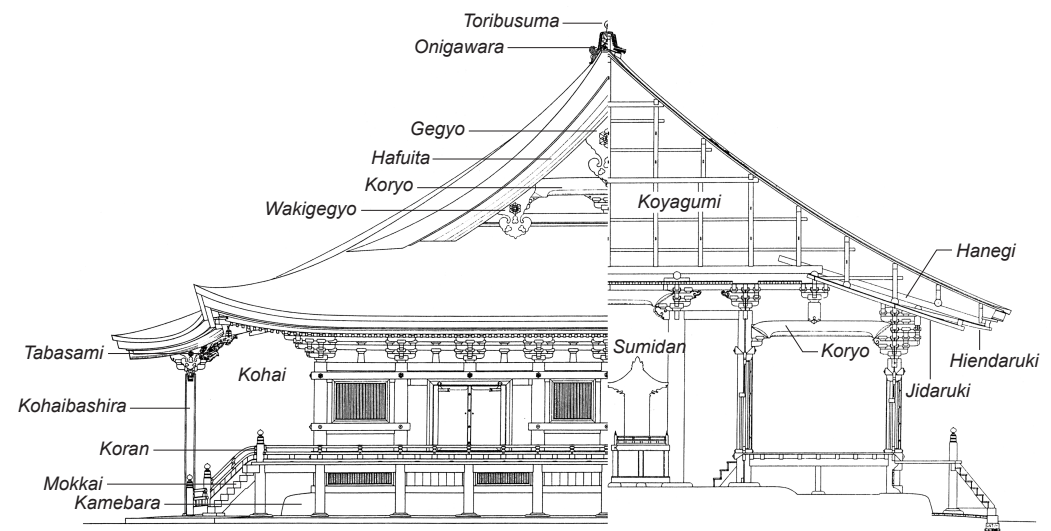 Toribusuma
Onigawara
Gegyo
Hafuita
Koryo
Wakigegyo
Koyagumi
Hanegi
Tabasami
Kohai
Sumidan
Koryo
Hiendaruki
Jidaruki
Kohaibashira
Koran
Mokkai
Kamebara